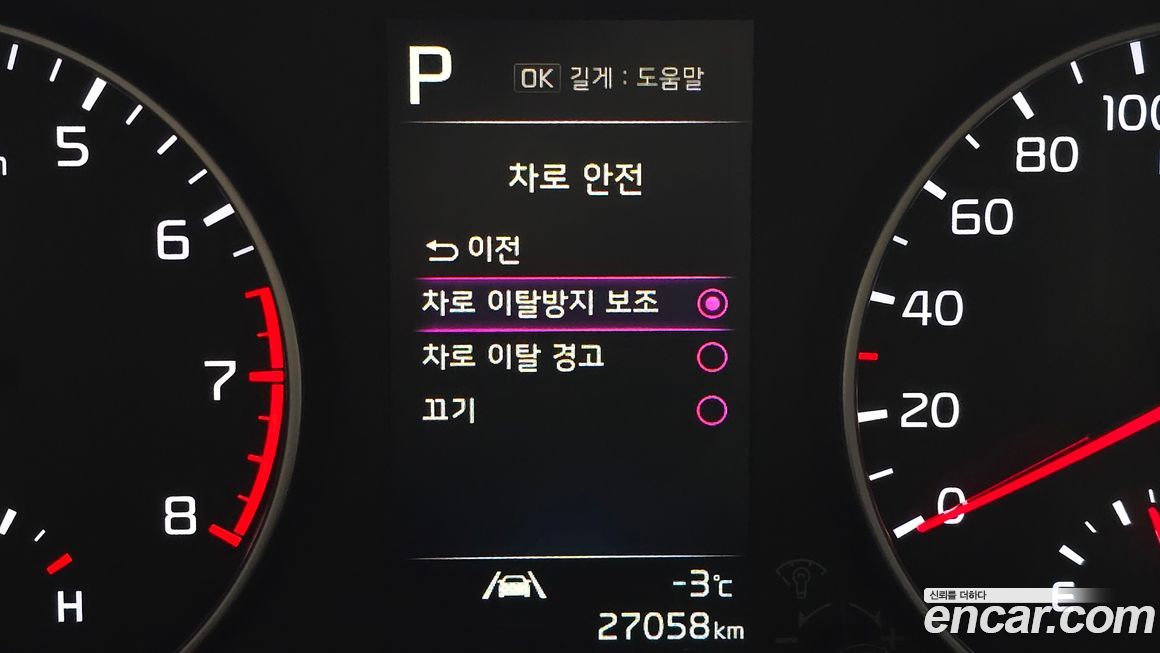 P
OK 길게 : 도움말
차로 안전
이전
차로 이탈방지 보조
차로 이탈 경고
끄기
-3℃
27058km
5
6
7
8
H
100
80
60
40
20
0
E
신뢰를 더하다
encar.com